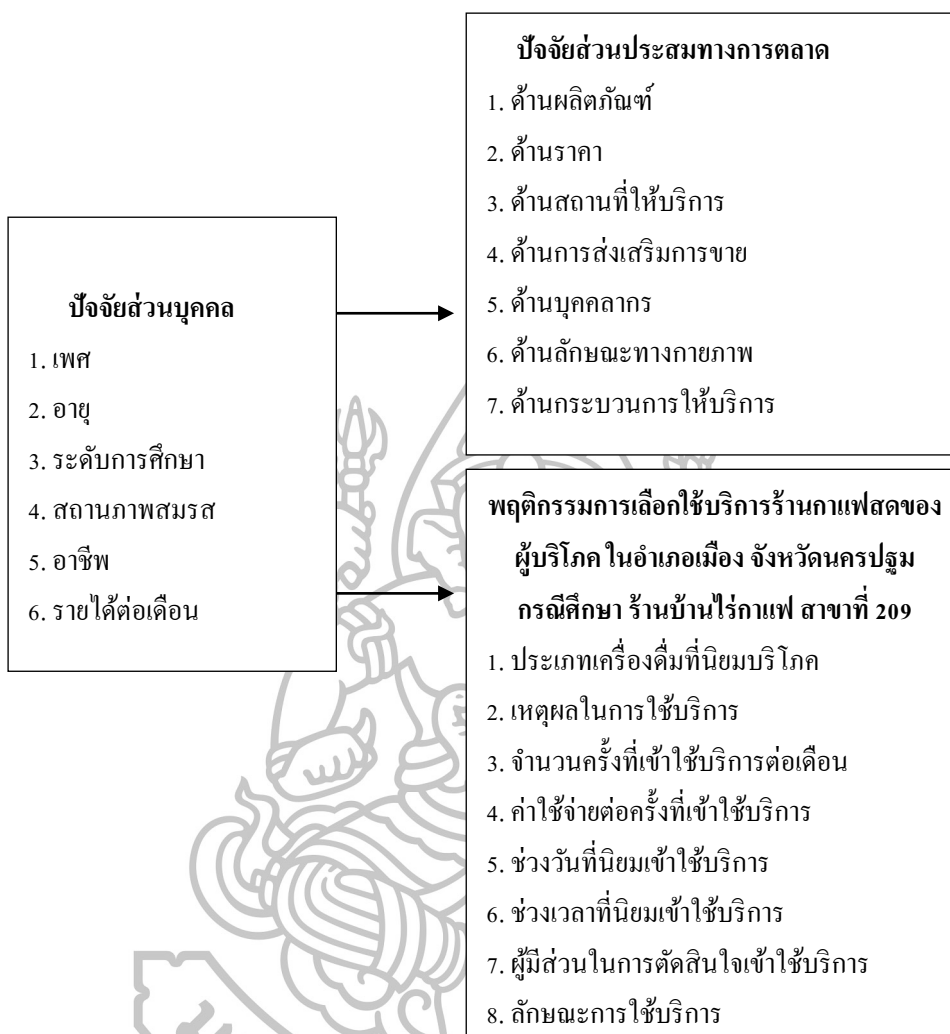 ปัจจัยส่วนประสมทางการตลาด
1. ด้านผลิตภัณฑ์
2. ด้านราคา
3. ด้านสถานที่ให้บริการ
4. ด้านการส่งเสริมการขาย
5. ด้านบุคคลากร
6. ด้านลักษณะทางกายภาพ
7. ด้านกระบวนการให้บริการ
ปัจจัยส่วนบุคคล
1. เพศ
2. อายุ
3. ระดับการศึกษา
4. สถานภาพสมรส
5. อาชีพ
6. รายได้ต่อเดือน
พฤติกรรมการเลือกใช้บริการร้านกาแฟสดของ
ผู้บริโภค ในอำเภอเมือง จังหวัดนครปฐม
กรณีศึกษา ร้านบ้านไร่กาแฟ สาขาที่ 209
1. ประเภทเครื่องดื่มที่นิยมบริโภค
2. เหตุผลในการใช้บริการ
3. จำนวนครั้งที่เข้าใช้บริการต่อเดือน
4. ค่าใช้จ่ายต่อครั้งที่เข้าใช้บริการ
5. ช่วงวันที่นิยมเข้าใช้บริการ
6. ช่วงเวลาที่นิยมเข้าใช้บริการ
7. ผู้มีส่วนในการตัดสินใจเข้าใช้บริการ
8. ลักษณะการใช้บริการ